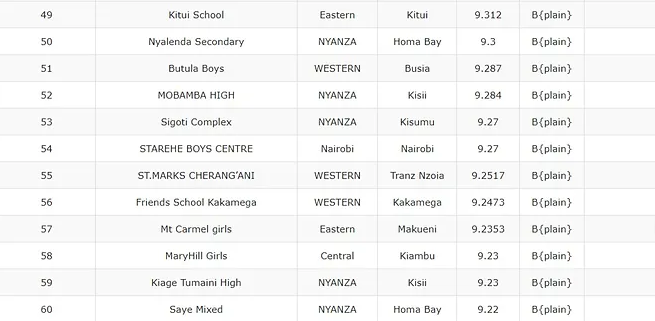 49 Kitui School Eastern Kitui 9.312 B{plain}
50 Nyalenda Secondary NYANZA Homa Bay 9.3 B{plain}
51 Butula Boys WESTERN Busia 9.287 B{plain}
52 MOBAMBA HIGH NYANZA Kisii 9.284 B{plain}
53 Sigoti Complex NYANZA Kisumu 9.27 B{plain}
54 STAREHE BOYS CENTRE Nairobi Nairobi 9.27 B{plain}
55 ST.MARKS CHERANG’ANI WESTERN Tranz Nzoia 9.2517 B{plain}
56 Friends School Kakamega WESTERN Kakamega 9.2473 B{plain}
57 Mt Carmel girls Eastern Makueni 9.2353 B{plain}
58 MaryHill Girls Central Kiambu 9.23 B{plain}
59 Kiage Tumaini High NYANZA Kisii 9.23 B{plain}
60 Saye Mixed NYANZA Homa Bay 9.22 B{plain}